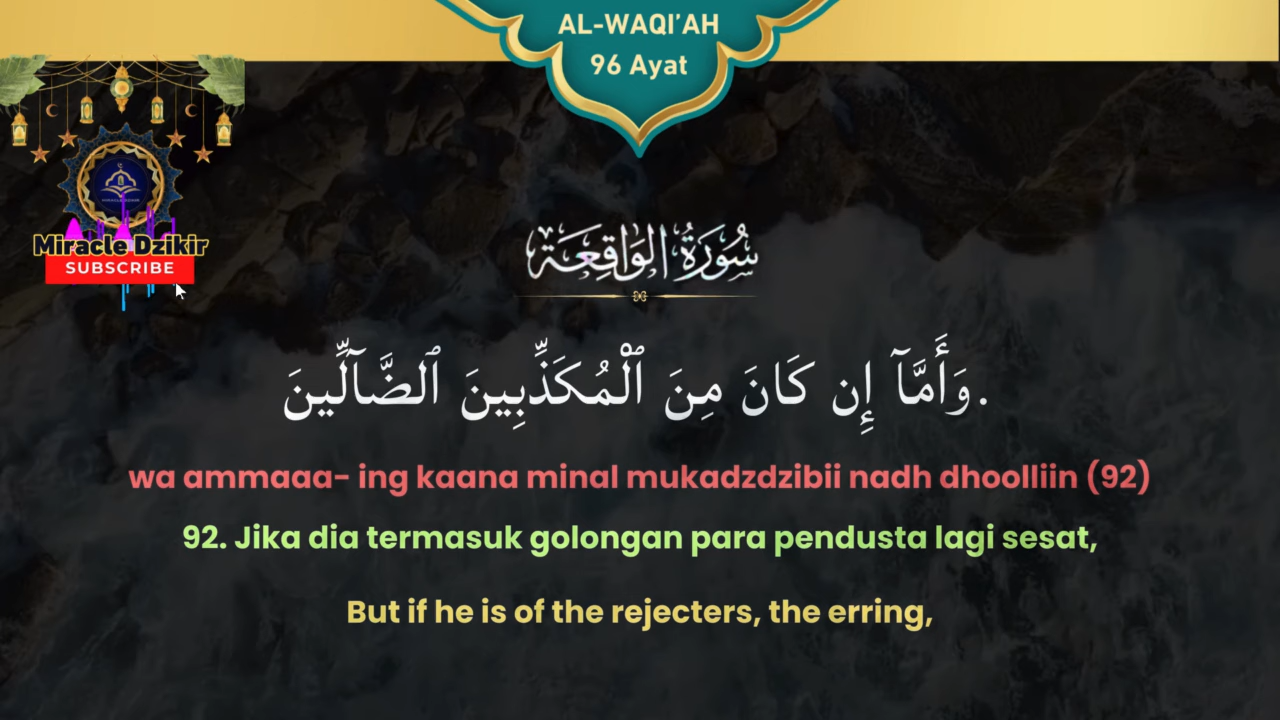 AL-WAQI'AH
96 Ayat
Miracle Dzikir
SUBSCRIBE
سُورَةُ الوَاقِعَة
وَأَمَّآ إِن كَانَ مِنَ ٱلْمُكَذِّبِينَ ٱلضَّآلِّينَ.
wa ammaaa- ing kaana minal mukadzdzibii nadh dhoolliin (92)
92. Jika dia termasuk golongan para pendusta lagi sesat,
But if he is of the rejecters, the erring,